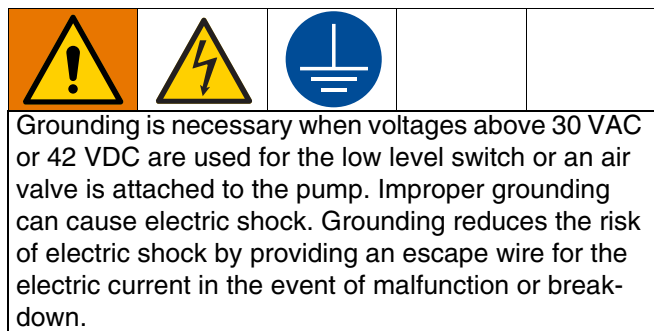 Grounding is necessary when voltages above 30 VAC
or 42 VDC are used for the low level switch or an air
valve is attached to the pump. Improper grounding
can cause electric shock. Grounding reduces the risk
of electric shock by providing an escape wire for the
electric current in the event of malfunction or break-
down.